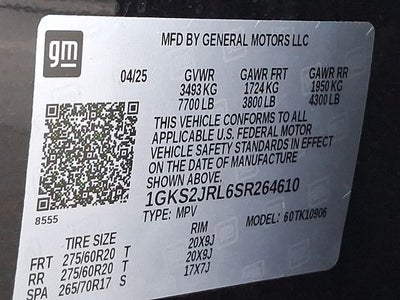 gm
MFD BY GENERAL MOTORS LLC
04/25 GVWR GAWR FRT GAWR RR
3493 KG 1724 KG 1950 KG
7700 LB 3800 LB 4300 LB
THIS VEHICLE CONFORMS TO ALL
APPLICABLE U.S. FEDERAL MOTOR
VEHICLE SAFETY STANDARDS IN EFFECT
ON THE DATE OF MANUFACTURE
SHOWN ABOVE.
1GKS2JRL6SR264610
8555
TYPE: MPV MODEL: 60TK10906
TIRE SIZE RIM
FRT 275/60R20 T 20X9J
RR 275/60R20 T 20X9J
SPA 265/70R17 S 17X7J